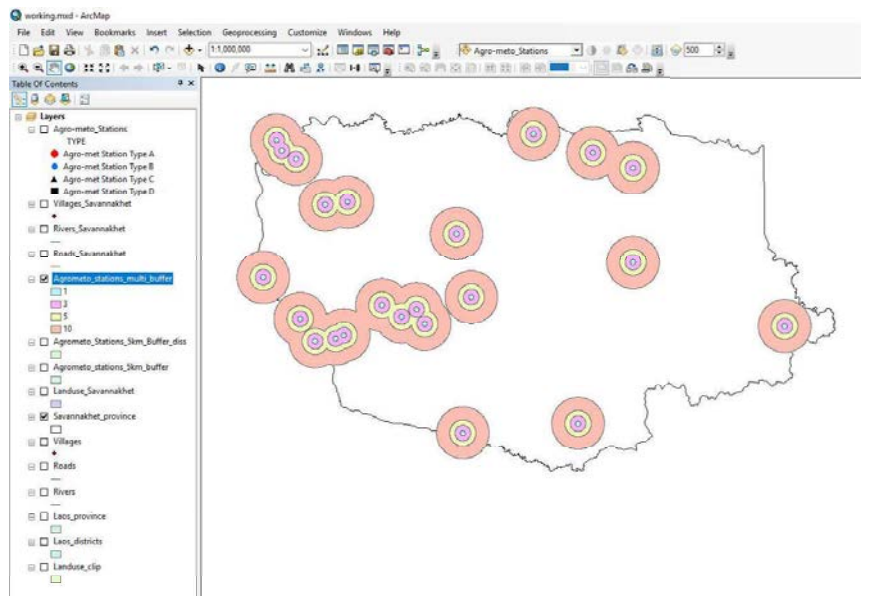 working.mxd - ArcMap
File Edit View Bookmarks Insert Selection Geoprocessing Customize Windows Help
1:1,000,000 Agro-meto_Stations 500
Table Of Contents
Layers
Agro-meto_Stations
TYPE
Agro-met Station Type A
Agro-met Station Type B
Agro-met Station Type C
Agro-met Station Type D
Villages_Savannakhet
Rivers_Savannakhet
Roads_Savannakhet
Agrometo_stations_multi_buffer
1
3
5
10
Agrometo_Stations_5km_Buffer_diss
Agrometo_stations_5km_buffer
Landuse_Savannakhet
Savannakhet_province
Villages
Roads
Rivers
Laos_province
Laos_districts
Landuse_clip